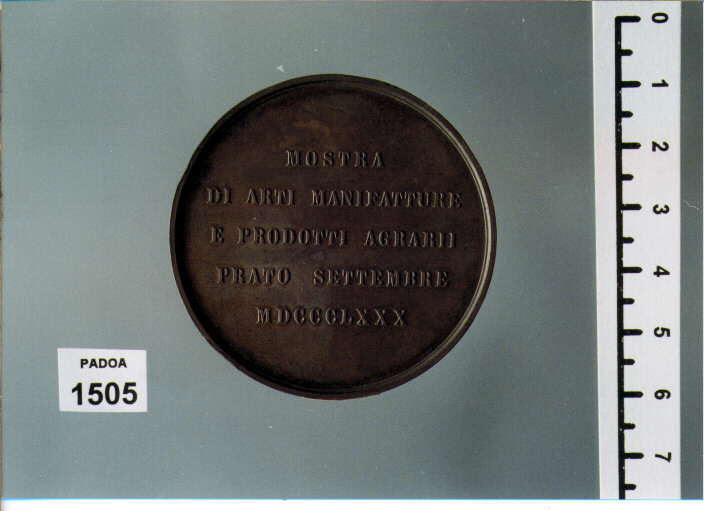 MOSTRA
DI ARTI MANIFATTURE
E PRODOTTI AGRARII
PRATO SETTEMBRE
MDCCCLXXX
PADOA
1505
0
1
2
3
4
5
6
7